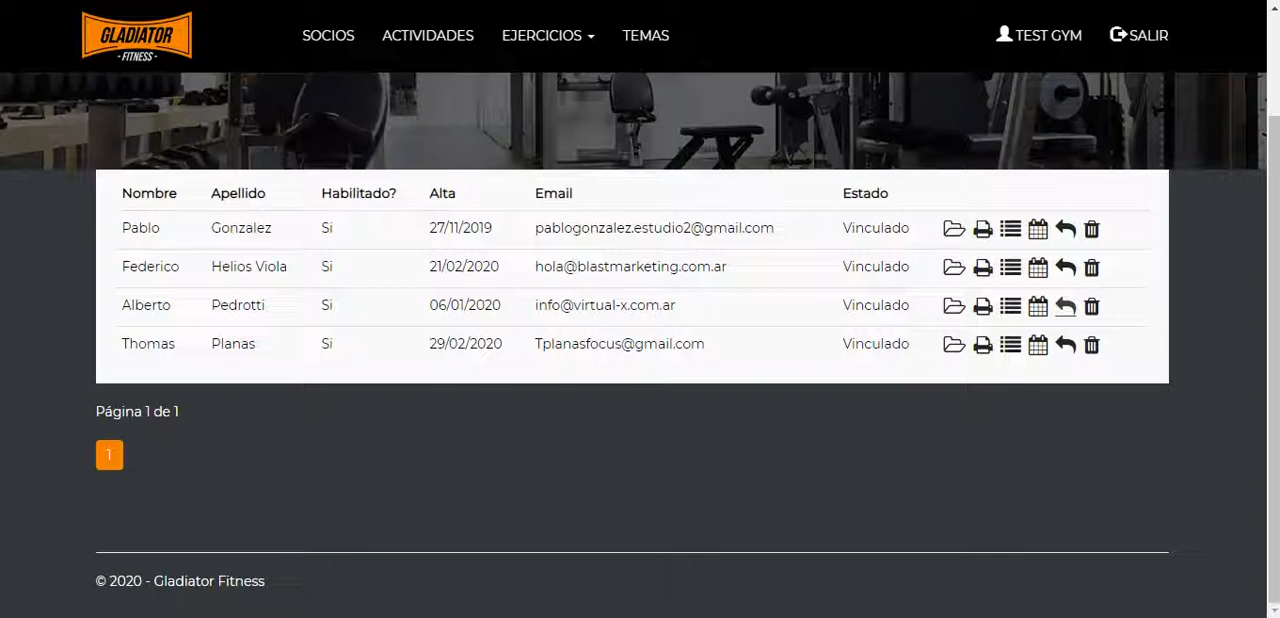 GLADIATOR
- FITNESS -
SOCIOS ACTIVIDADES EJERCICIOS TEMAS TEST GYM SALIR
Nombre Apellido Habilitado? Alta Email Estado
Pablo Gonzalez Si 27/11/2019 pablogonzalez.estudio2@gmail.com Vinculado
Federico Helios Viola Si 21/02/2020 hola@blastmarketing.com.ar Vinculado
Alberto Pedrotti Si 06/01/2020 info@virtual-x.com.ar Vinculado
Thomas Planas Si 29/02/2020 Tplanasfocus@gmail.com Vinculado
Página 1 de 1
1
© 2020 - Gladiator Fitness